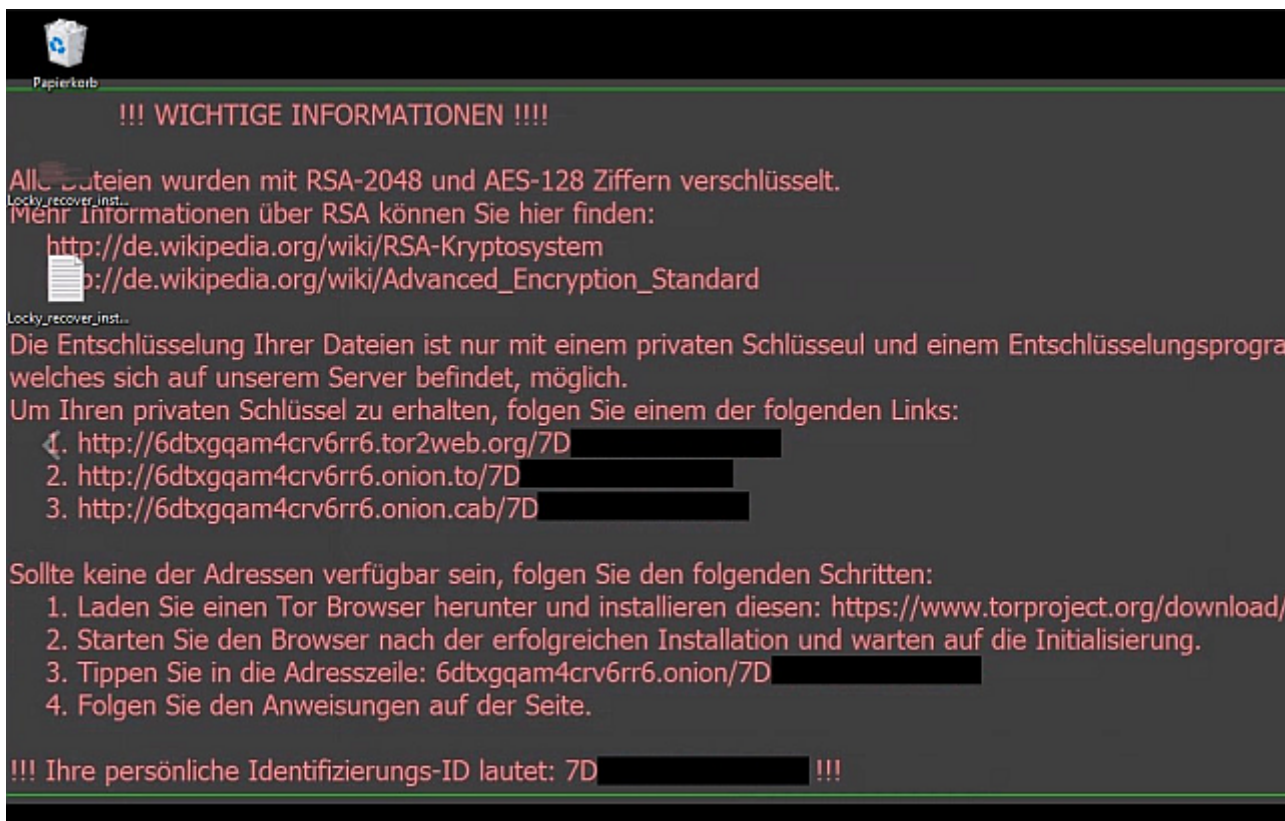 Papierkorb
!!! WICHTIGE INFORMATIONEN !!!!
Alle Dateien wurden mit RSA-2048 und AES-128 Ziffern verschlüsselt.
Locky_recover_inst...
Mehr Informationen über RSA können Sie hier finden:
http://de.wikipedia.org/wiki/RSA-Kryptosystem
p://de.wikipedia.org/wiki/Advanced_Encryption_Standard
Locky_recover_inst...
Die Entschlüsselung Ihrer Dateien ist nur mit einem privaten Schlüsseul und einem Entschlüsselungsprogra
welches sich auf unserem Server befindet, möglich.
Um Ihren privaten Schlüssel zu erhalten, folgen Sie einem der folgenden Links:
1. http://6dtxgqam4crv6rr6.tor2web.org/7D
2. http://6dtxgqam4crv6rr6.onion.to/7D
3. http://6dtxgqam4crv6rr6.onion.cab/7D
Sollte keine der Adressen verfügbar sein, folgen Sie den folgenden Schritten:
1. Laden Sie einen Tor Browser herunter und installieren diesen: https://www.torproject.org/download/
2. Starten Sie den Browser nach der erfolgreichen Installation und warten auf die Initialisierung.
3. Tippen Sie in die Adresszeile: 6dtxgqam4crv6rr6.onion/7D
4. Folgen Sie den Anweisungen auf der Seite.
!!! Ihre persönliche Identifizierungs-ID lautet: 7D !!!